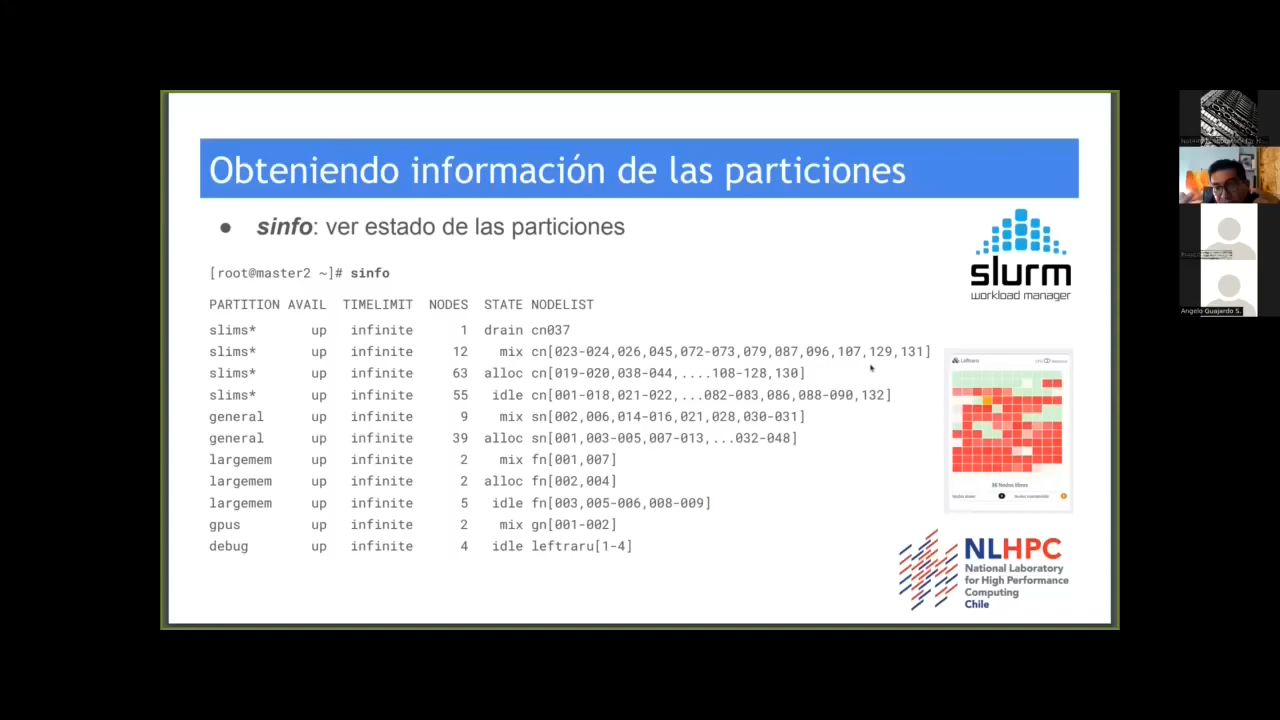 Obteniendo información de las particiones
● sinfo: ver estado de las particiones
[root@master2 ~]# sinfo
PARTITION AVAIL TIMELIMIT NODES STATE NODELIST
slims* up infinite 1 drain cn037
slims* up infinite 12 mix cn[023-024,026,045,072-073,079,087,096,107,129,131]
slims* up infinite 63 alloc cn[019-020,038-044,....108-128,130]
slims* up infinite 55 idle cn[001-018,021-022,...082-083,086,088-090,132]
general up infinite 9 mix sn[002,006,014-016,021,028,030-031]
general up infinite 39 alloc sn[001,003-005,007-013,...032-048]
largemem up infinite 2 mix fn[001,007]
largemem up infinite 2 alloc fn[002,004]
largemem up infinite 5 idle fn[003,005-006,008-009]
gpus up infinite 2 mix gn[001-002]
debug up infinite 4 idle leftraru[1-4]
slurm
workload manager
Leftraru
Nodos libres
NLHPC
National Laboratory
for High Performance
Computing
Chile
Angelo Guajardo S.